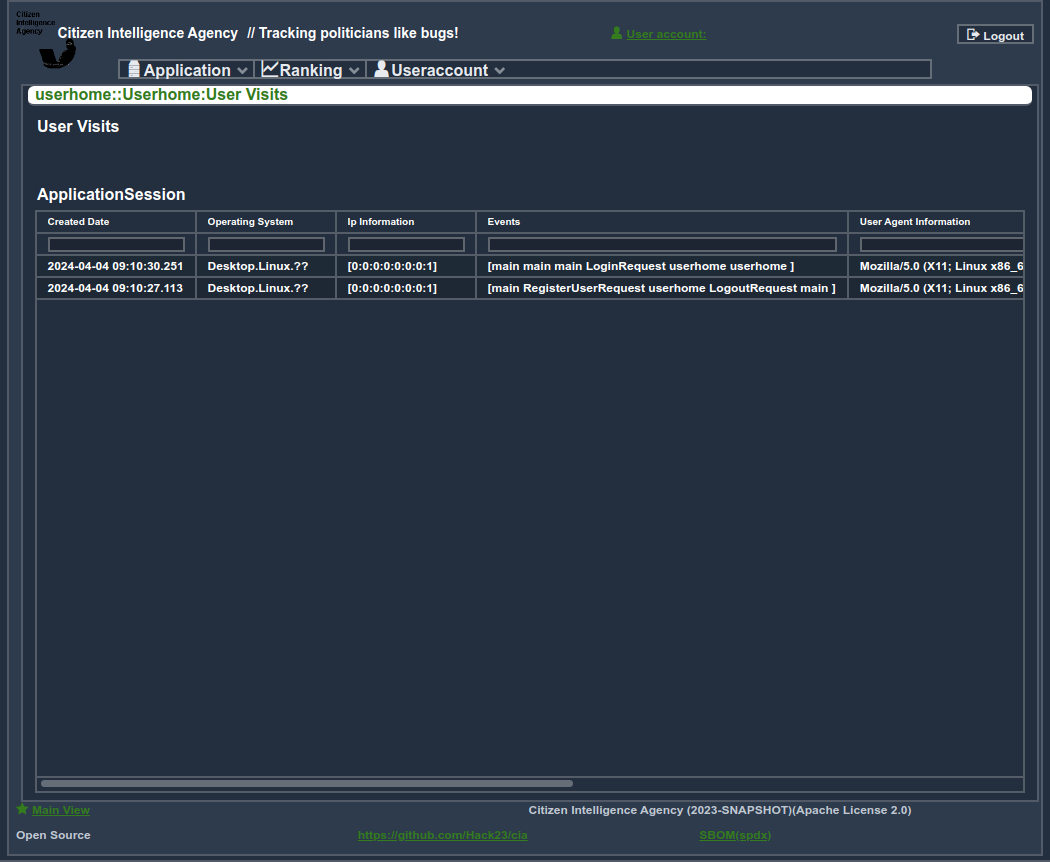 Citizen
Intelligence
Agency
Citizen Intelligence Agency // Tracking politicians like bugs!
User account:
Logout
Application
Ranking
Useraccount
userhome::Userhome:User Visits
User Visits
ApplicationSession
Created Date Operating System Ip Information Events User Agent Information
2024-04-04 09:10:30.251 Desktop.Linux.?? [0:0:0:0:0:0:0:1] [main main main LoginRequest userhome userhome ] Mozilla/5.0 (X11; Linux x86_6
2024-04-04 09:10:27.113 Desktop.Linux.?? [0:0:0:0:0:0:0:1] [main RegisterUserRequest userhome LogoutRequest main ] Mozilla/5.0 (X11; Linux x86_6
Main View Citizen Intelligence Agency (2023-SNAPSHOT)(Apache License 2.0)
Open Source https://github.com/Hack23/cia SBOM(spdx)